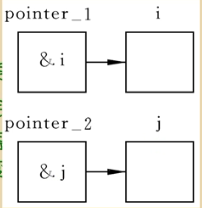 pointer_1 i
&i
pointer_2 j
&j